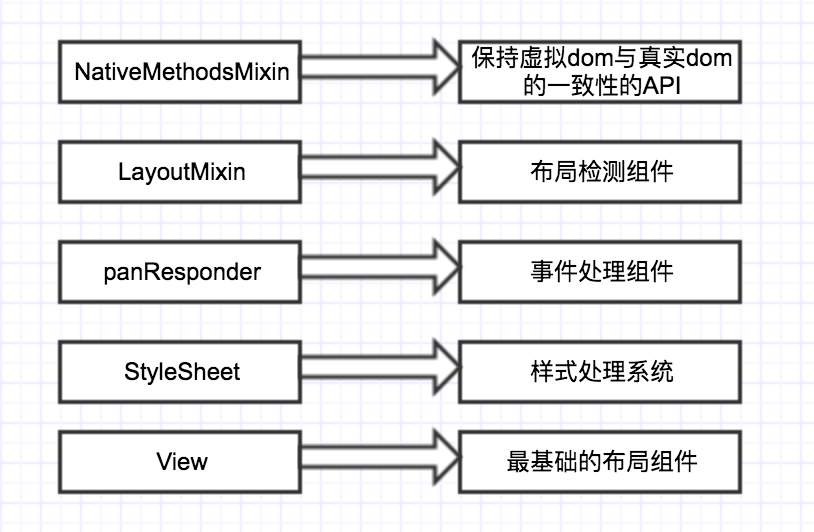 NativeMethodsMixin
保持虚拟dom与真实dom
的一致性的API
LayoutMixin
布局检测组件
panResponder
事件处理组件
StyleSheet
样式处理系统
View
最基础的布局组件